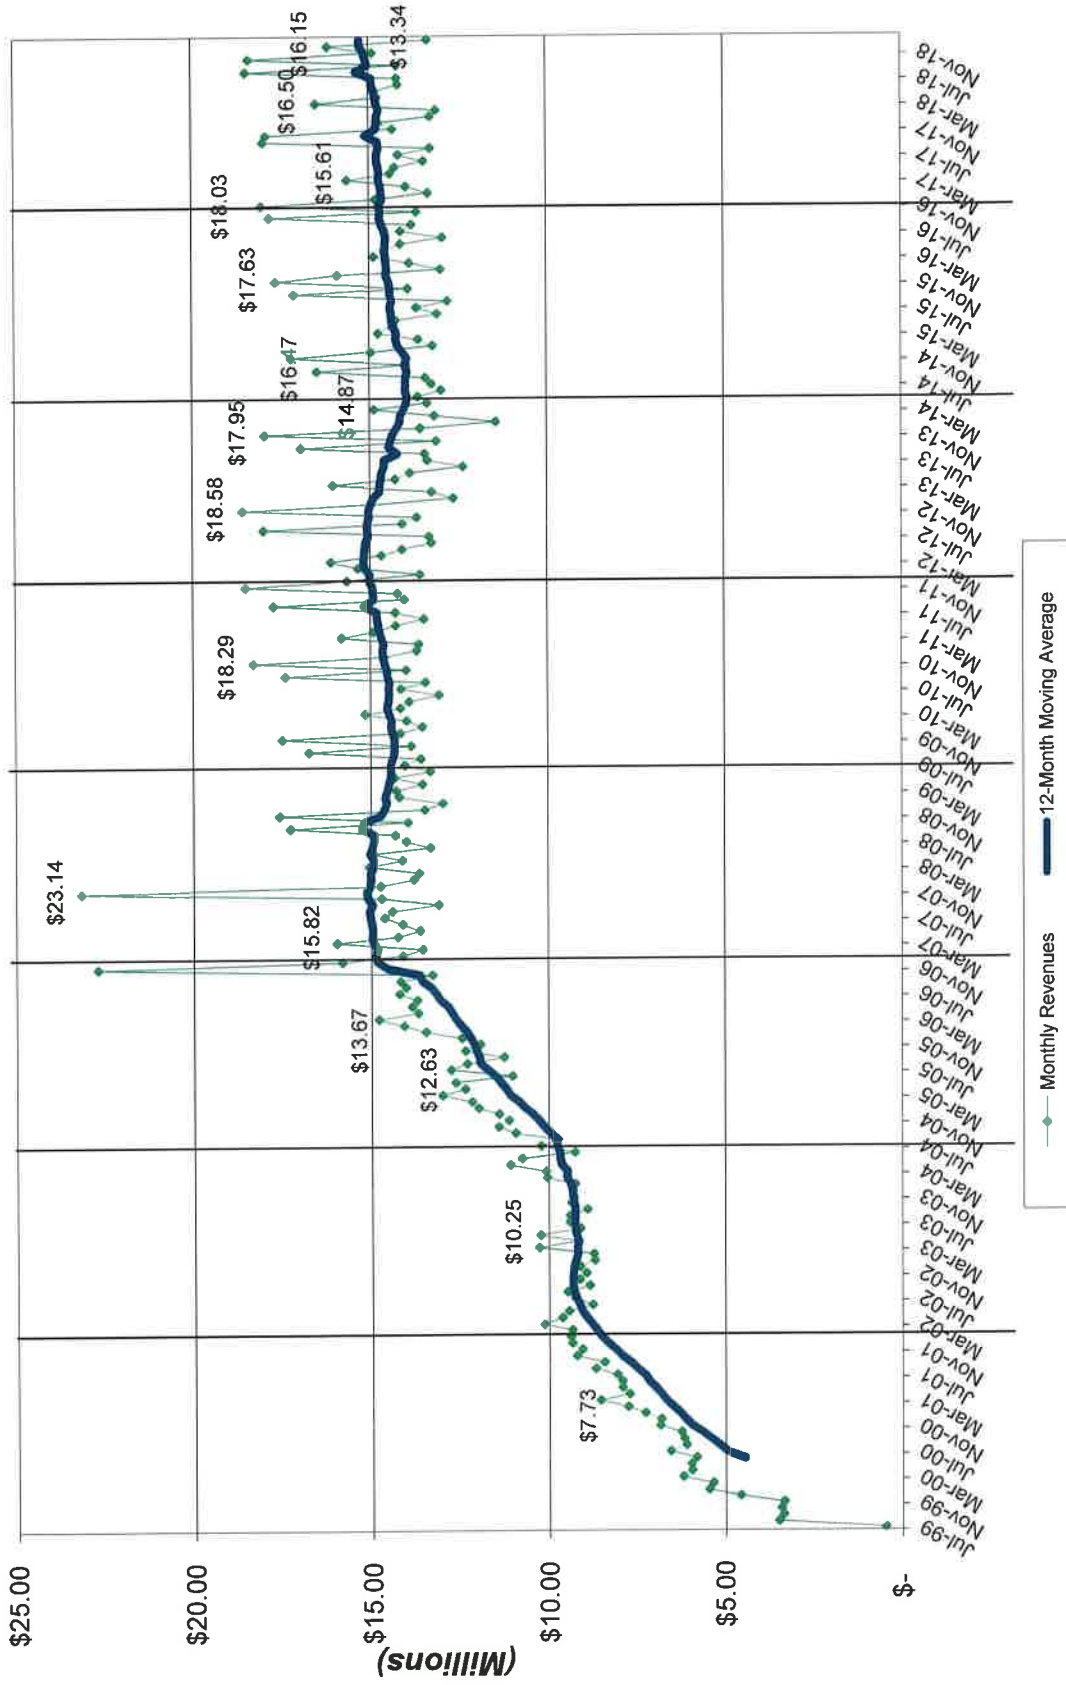 $25.00
$20.00
$15.00
$10.00
$5.00
$-
(Millions)
$7.73
$10.25
$12.63
$13.67
$15.82
$23.14
$18.29
$18.58
$17.95
$14.87
$16.47
$17.63
$18.03
$15.61
$16.50
$16.15
$13.34
Jul-99
Nov-99
Mar-00
Jul-00
Nov-00
Mar-01
Jul-01
Nov-01
Mar-02
Jul-02
Nov-02
Mar-03
Jul-03
Nov-03
Mar-04
Jul-04
Nov-04
Mar-05
Jul-05
Nov-05
Mar-06
Jul-06
Nov-06
Mar-07
Jul-07
Nov-07
Mar-08
Jul-08
Nov-08
Mar-09
Jul-09
Nov-09
Mar-10
Jul-10
Nov-10
Mar-11
Jul-11
Nov-11
Mar-12
Jul-12
Nov-12
Mar-13
Jul-13
Nov-13
Mar-14
Jul-14
Nov-14
Mar-15
Jul-15
Nov-15
Mar-16
Jul-16
Nov-16
Mar-17
Jul-17
Nov-17
Mar-18
Jul-18
Nov-18
Monthly Revenues
12-Month Moving Average